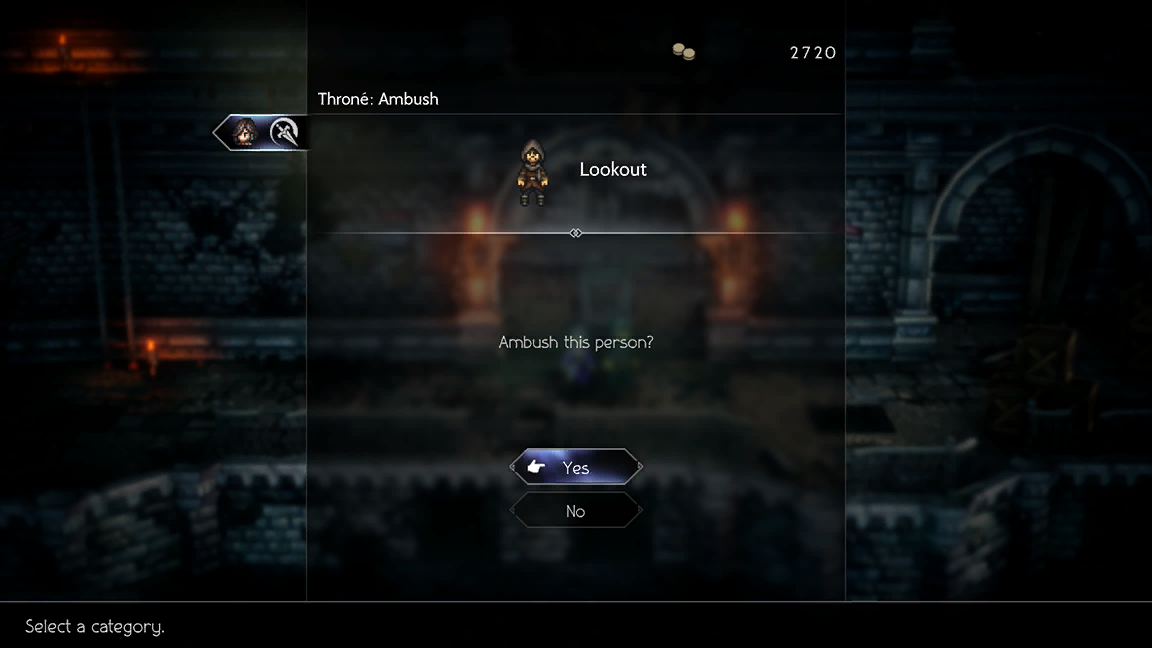 2720
Throné: Ambush
Lookout
Ambush this person?
Yes
No
Select a category.